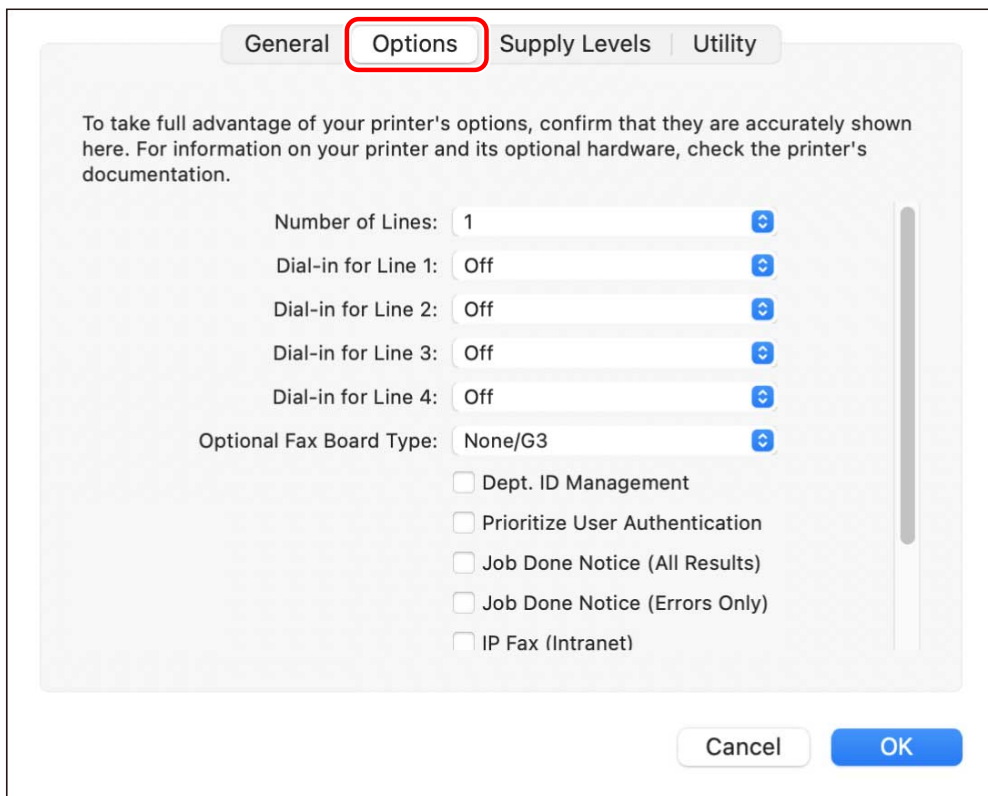 General Options Supply Levels Utility
To take full advantage of your printer's options, confirm that they are accurately shown
here. For information on your printer and its optional hardware, check the printer's
documentation.
Number of Lines: 1
Dial-in for Line 1: Off
Dial-in for Line 2: Off
Dial-in for Line 3: Off
Dial-in for Line 4: Off
Optional Fax Board Type: None/G3
Dept. ID Management
Prioritize User Authentication
Job Done Notice (All Results)
Job Done Notice (Errors Only)
IP Fax (Intranet)
Cancel OK